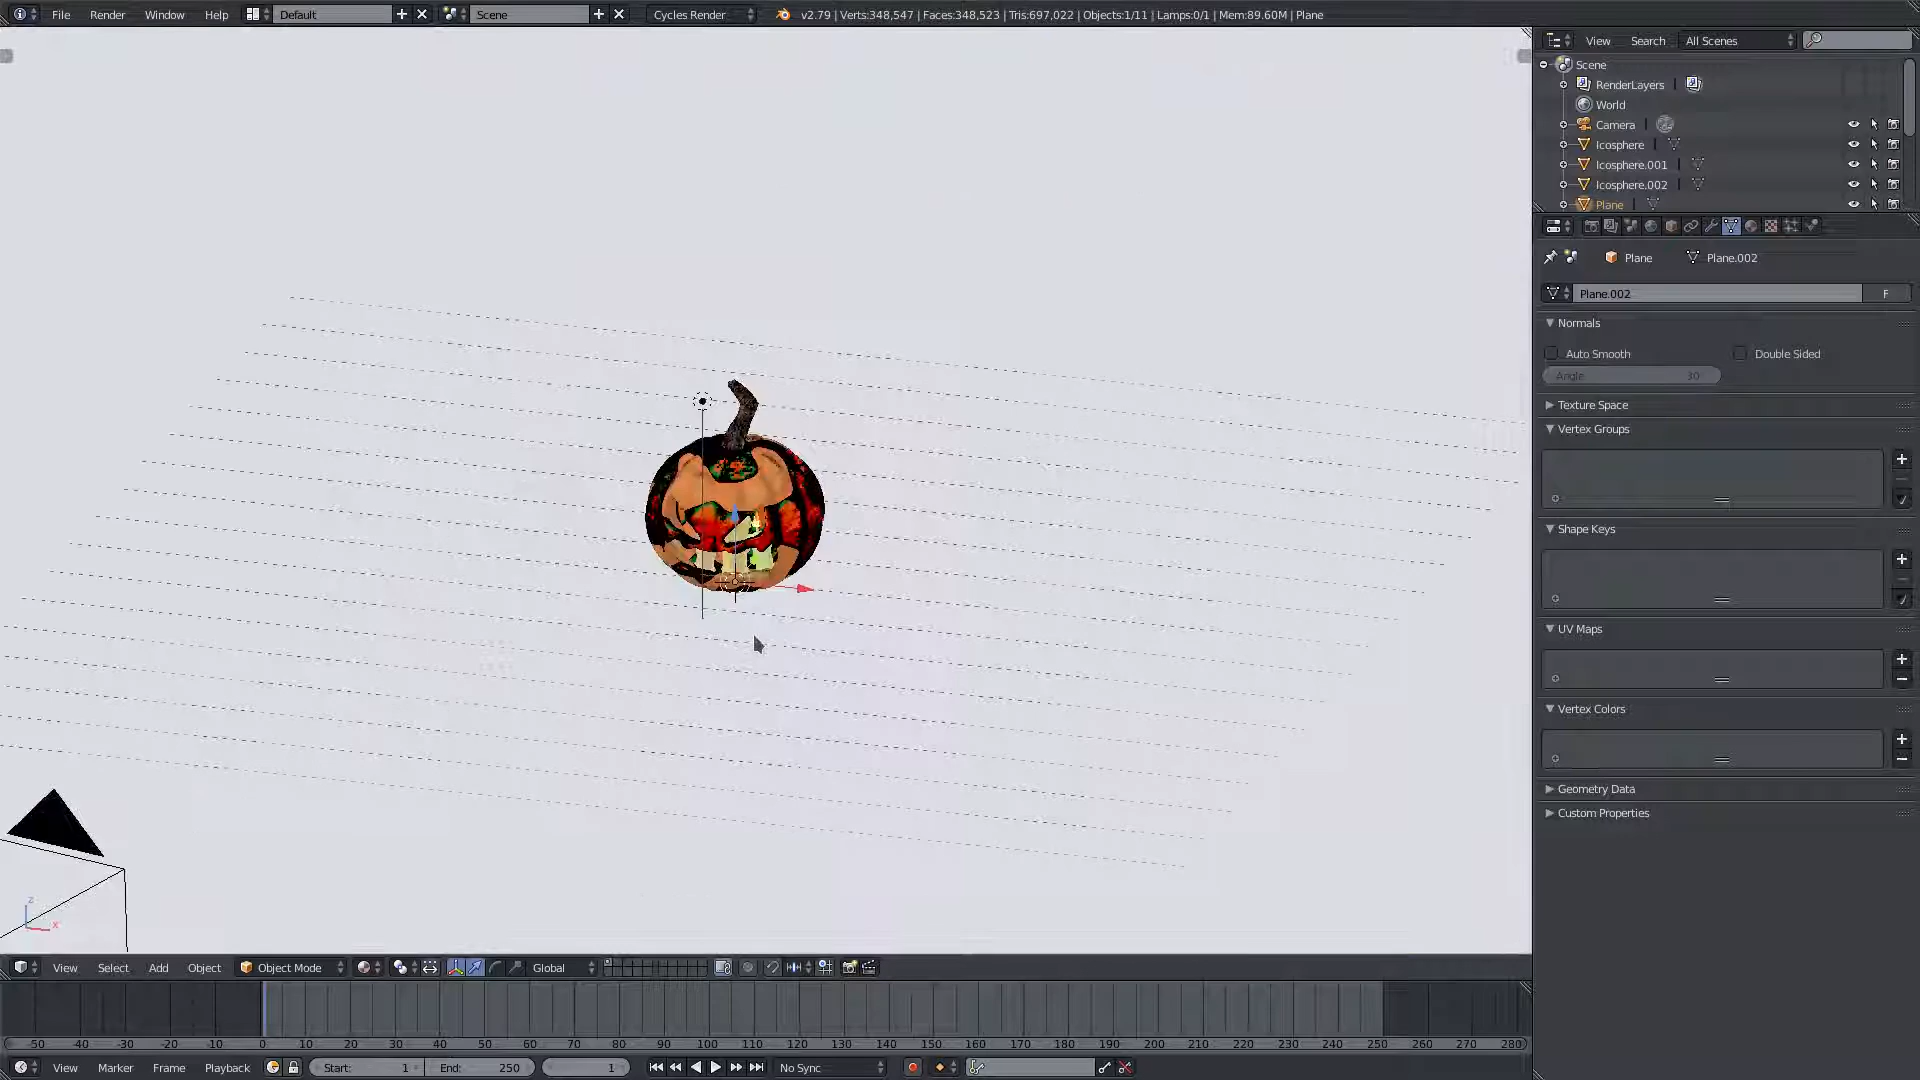 File Render Window Help Default Scene Cycles Render v2.79 | Verts:348,547 | Faces:348,523 | Tris:697,022 | Objects:1/11 | Lamps:0/1 | Mem:89.60M | Plane
View Search All Scenes
Scene
RenderLayers
World
Camera
Icosphere
Icosphere.001
Icosphere.002
Plane
Plane Plane.002
Plane.002 F
Normals
Auto Smooth Double Sided
Angle: 30
Texture Space
Vertex Groups
Shape Keys
UV Maps
Vertex Colors
Geometry Data
Custom Properties
z
x
View Select Add Object Object Mode Global
-50 -40 -30 -20 -10 0 10 20 30 40 50 60 70 80 90 100 110 120 130 140 150 160 170 180 190 200 210 220 230 240 250 260 270 280
View Marker Frame Playback Start: 1 End: 250 1 No Sync